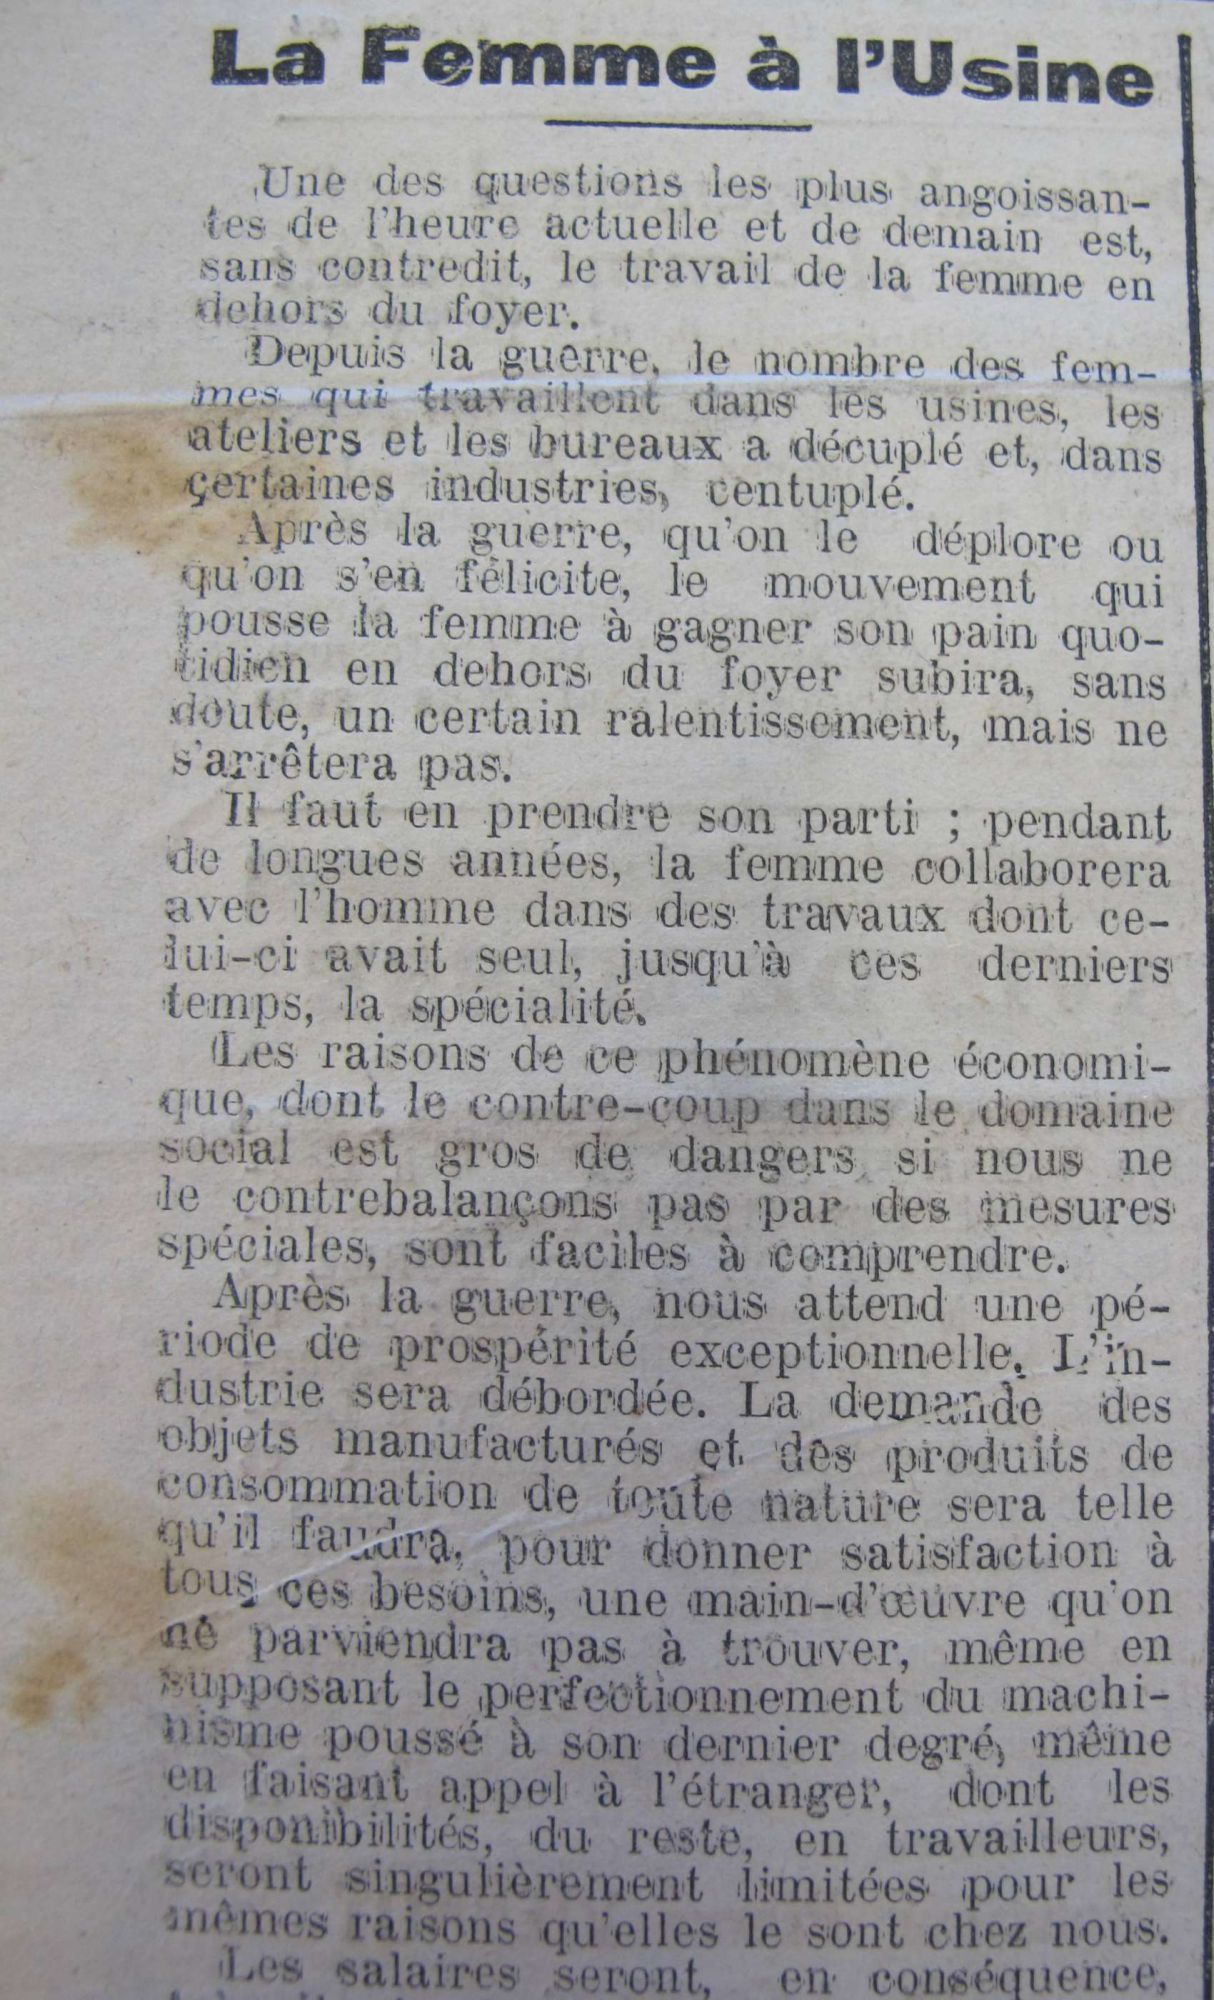 La Femme à l'Usine
Une des questions les plus angoissan-
tes de l'heure actuelle et de demain est,
sans contredit, le travail de la femme en
dehors du foyer.
Depuis la guerre, le nombre des fem-
mes qui travaillent dans les usines, les
ateliers et les bureaux a décuplé et, dans
certaines industries, centuplé.
Après la guerre, qu'on le déplore ou
qu'on s'en félicite, le mouvement qui
pousse la femme à gagner son pain quo-
tidien en dehors du foyer subira, sans
doute, un certain ralentissement, mais ne
s'arrêtera pas.
Il faut en prendre son parti ; pendant
de longues années, la femme collaborera
avec l'homme dans des travaux dont ce-
lui-ci avait seul, jusqu'à ces derniers
temps, la spécialité.
Les raisons de ce phénomène économi-
que, dont le contre-coup dans le domaine
social est gros de dangers si nous ne
le contrebalançons pas par des mesures
spéciales, sont faciles à comprendre.
Après la guerre, nous attend une pé-
riode de prospérité exceptionnelle. L'in-
dustrie sera débordée. La demande des
objets manufacturés et des produits de
consommation de toute nature sera telle
qu'il faudra, pour donner satisfaction à
tous ces besoins, une main-d'œuvre qu'on
ne parviendra pas à trouver, même en
supposant le perfectionnement du machi-
nisme poussé à son dernier degré, même
en faisant appel à l'étranger, dont les
disponibilités, du reste, en travailleurs,
seront singulièrement limitées pour les
mêmes raisons qu'elles le sont chez nous.
Les salaires seront, en conséquence,